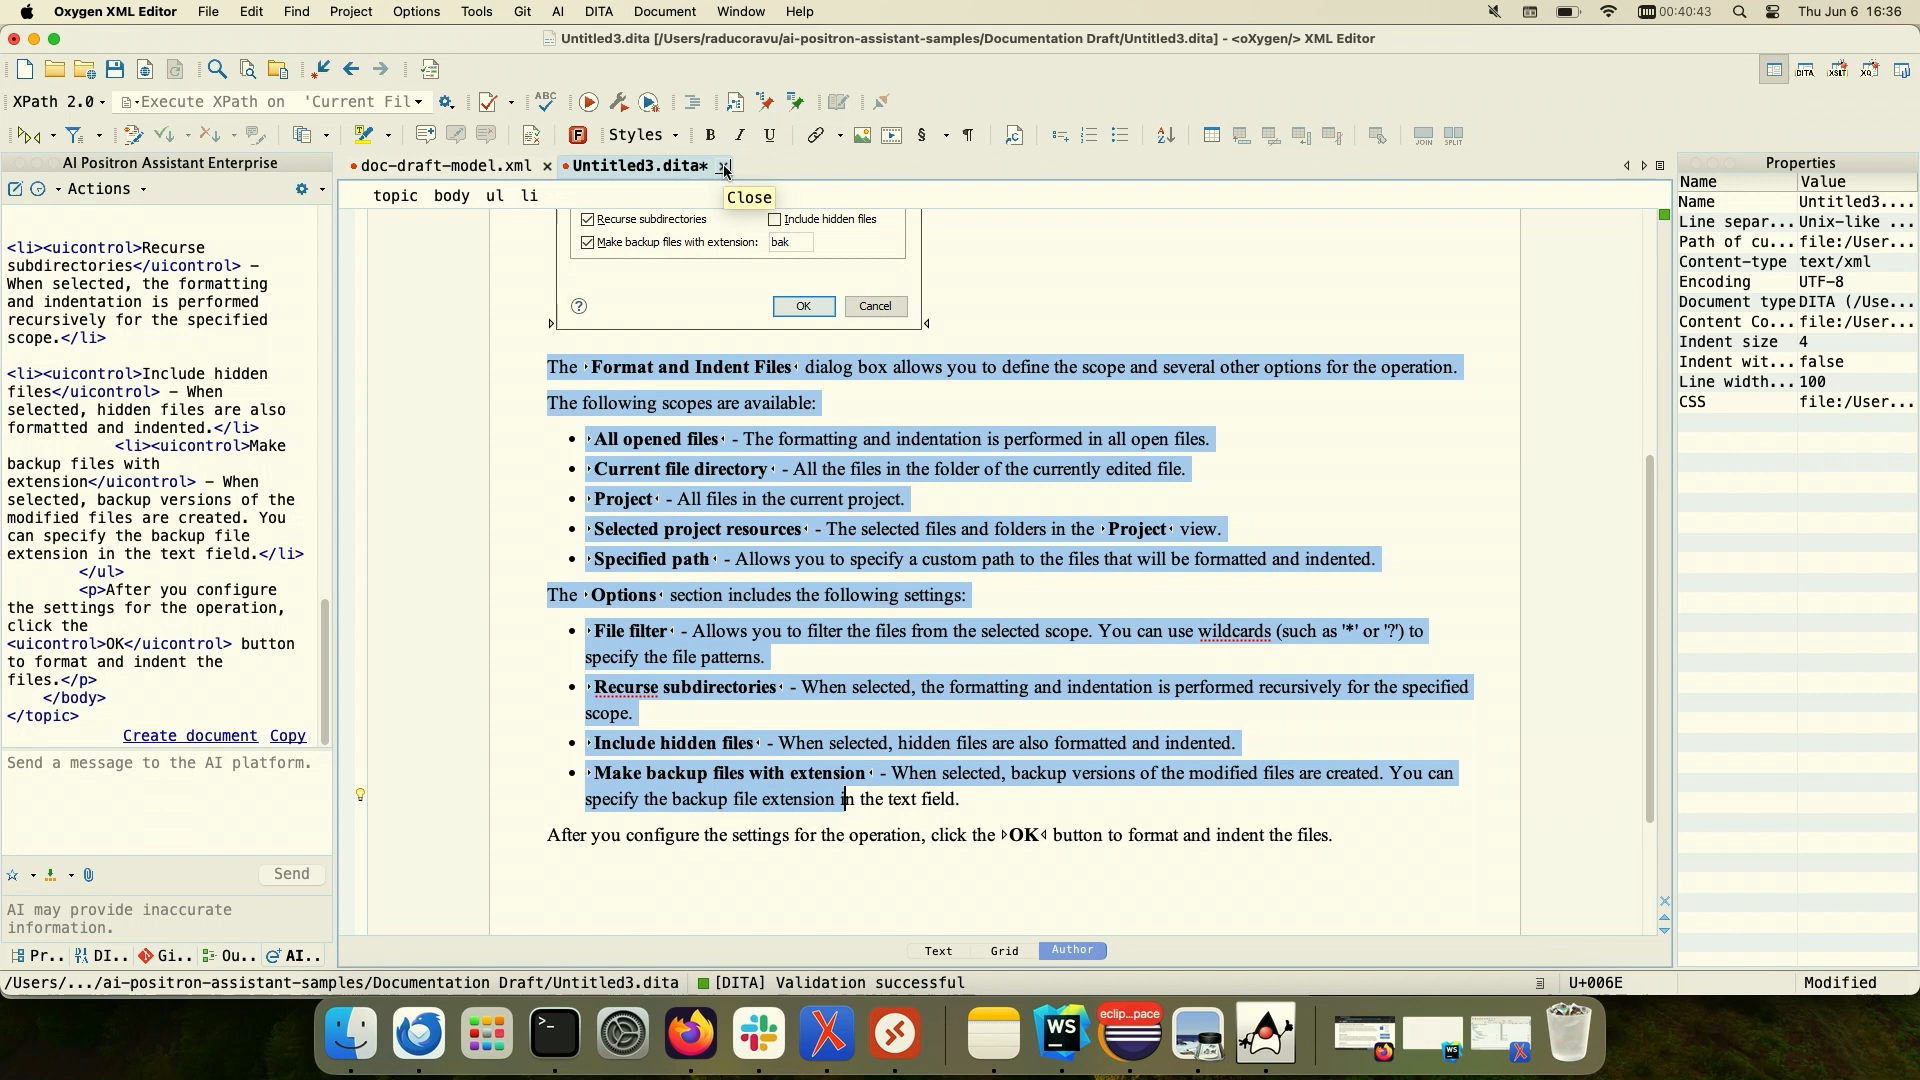 Oxygen XML Editor File Edit Find Project Options Tools Git AI DITA Document Window Help 00:40:43 Thu Jun 6 16:36
Untitled3.dita [/Users/raducoravu/ai-positron-assistant-samples/Documentation Draft/Untitled3.dita] - <oXygen/> XML Editor
DITA XSLT XQ
XPath 2.0 Execute XPath on 'Current Fil
ABC
F Styles B I U § ¶ JOIN SPLIT
AI Positron Assistant Enterprise
doc-draft-model.xml
Untitled3.dita*
Close
Actions
topic body ul li
<li><uicontrol>Recurse
subdirectories</uicontrol> -
When selected, the formatting
and indentation is performed
recursively for the specified
scope.</li>
<li><uicontrol>Include hidden
files</uicontrol> - When
selected, hidden files are also
formatted and indented.</li>
<li><uicontrol>Make
backup files with
extension</uicontrol> - When
selected, backup versions of the
modified files are created. You
can specify the backup file
extension in the text field.</li>
</ul>
<p>After you configure
the settings for the operation,
click the
<uicontrol>OK</uicontrol> button
to format and indent the
files.</p>
</body>
</topic>
Create document Copy
Send a message to the AI platform.
Send
AI may provide inaccurate
information.
Pr.. DI.. Gi.. Ou.. AI..
Recurse subdirectories Include hidden files
Make backup files with extension: bak
? OK Cancel
The Format and Indent Files dialog box allows you to define the scope and several other options for the operation.
The following scopes are available:
• All opened files - The formatting and indentation is performed in all open files.
• Current file directory - All the files in the folder of the currently edited file.
• Project - All files in the current project.
• Selected project resources - The selected files and folders in the Project view.
• Specified path - Allows you to specify a custom path to the files that will be formatted and indented.
The Options section includes the following settings:
• File filter - Allows you to filter the files from the selected scope. You can use wildcards (such as '*' or '?') to
specify the file patterns.
• Recurse subdirectories - When selected, the formatting and indentation is performed recursively for the specified
scope.
• Include hidden files - When selected, hidden files are also formatted and indented.
• Make backup files with extension - When selected, backup versions of the modified files are created. You can
specify the backup file extension in the text field.
After you configure the settings for the operation, click the OK button to format and indent the files.
Text Grid Author
Properties
Name Value
Name Untitled3....
Line separ... Unix-like ...
Path of cu... file:/User...
Content-type text/xml
Encoding UTF-8
Document type DITA (/Use...
Content Co... file:/User...
Indent size 4
Indent wit... false
Line width... 100
CSS file:/User...
/Users/.../ai-positron-assistant-samples/Documentation Draft/Untitled3.dita [DITA] Validation successful U+006E Modified
eclip...pace
WS